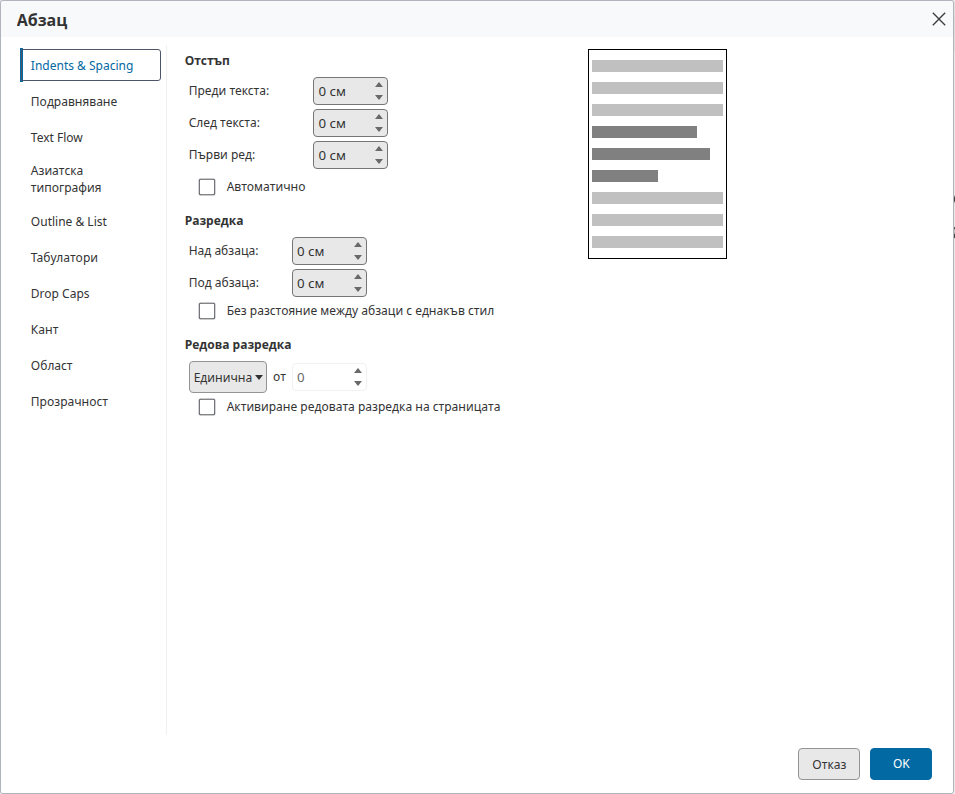 Абзац
Indents & Spacing
Подравняване
Text Flow
Азиатска
типография
Outline & List
Табулатори
Drop Caps
Кант
Област
Прозрачност
Отстъп
Преди текста: 0 см
След текста: 0 см
Първи ред: 0 см
Автоматично
Разредка
Над абзаца: 0 см
Под абзаца: 0 см
Без разстояние между абзаци с еднакъв стил
Редова разредка
Единична от 0
Активиране редовата разредка на страницата
Отказ OK